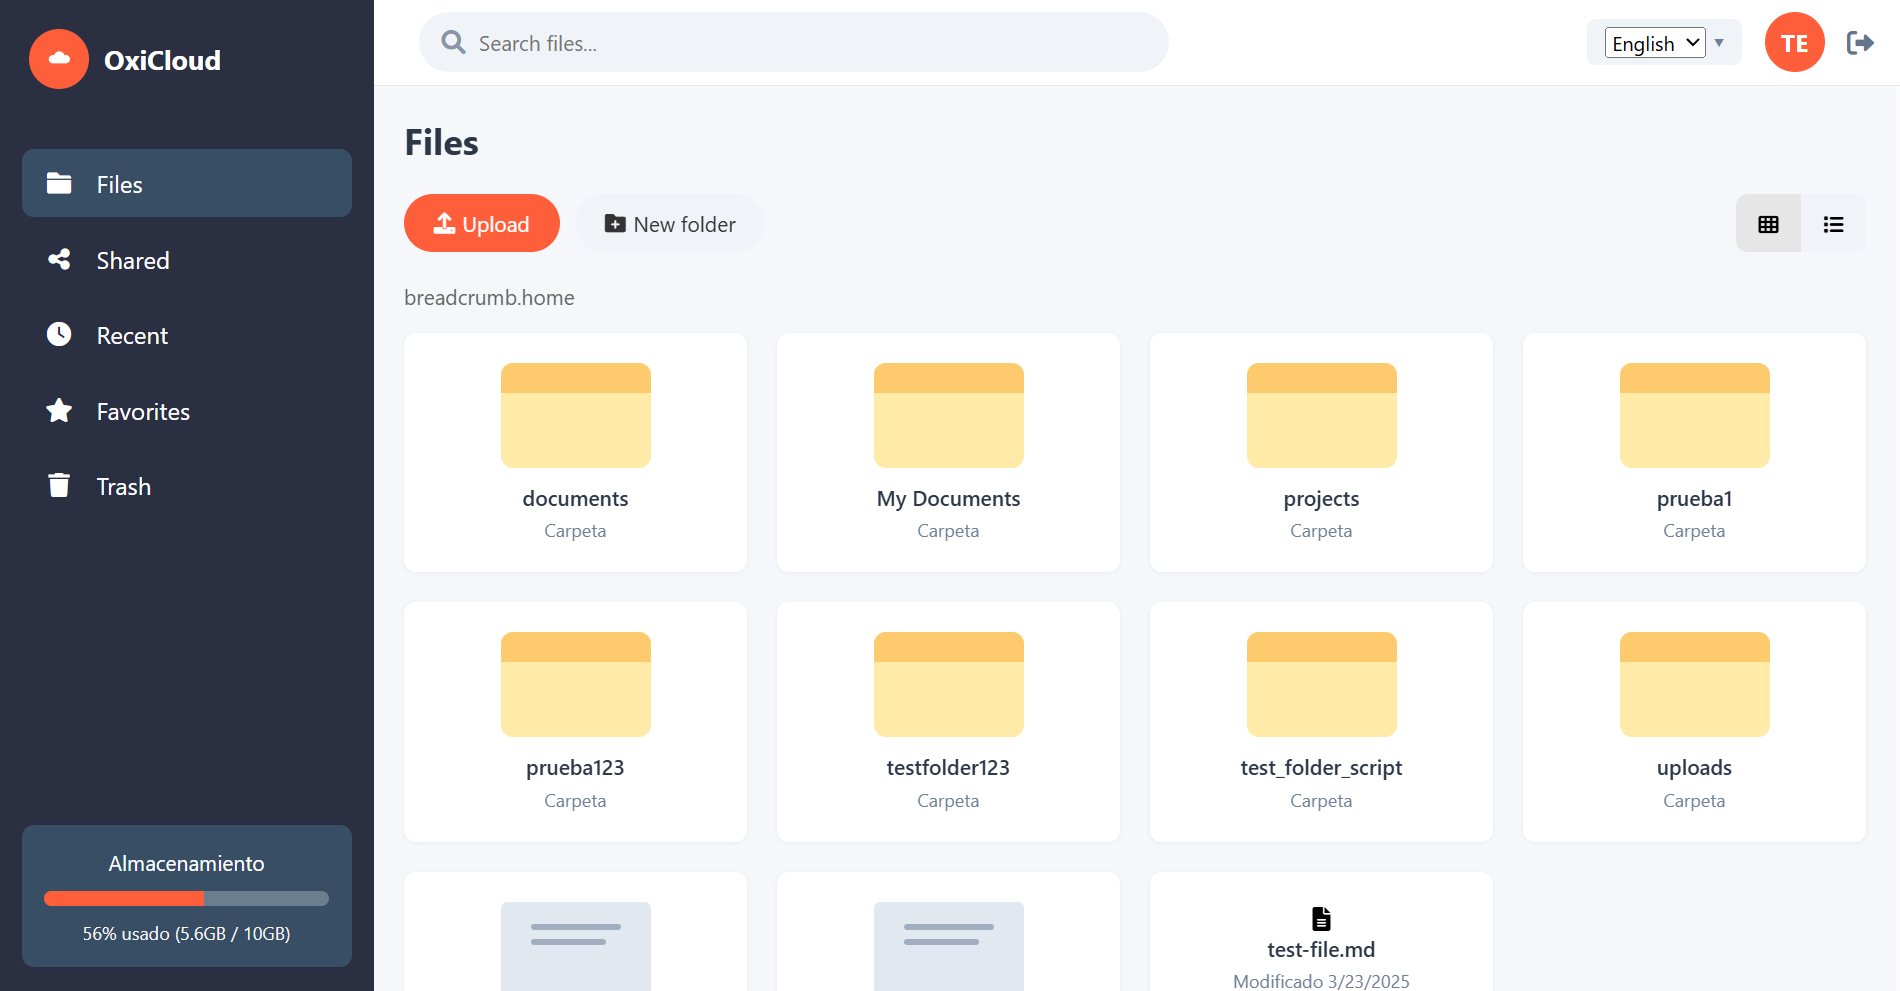 OxiCloud
Files
Shared
Recent
Favorites
Trash
Almacenamiento
56% usado (5.6GB / 10GB)
Search files...
English
TE
Files
Upload
New folder
breadcrumb.home
documents
Carpeta
My Documents
Carpeta
projects
Carpeta
prueba1
Carpeta
prueba123
Carpeta
testfolder123
Carpeta
test_folder_script
Carpeta
uploads
Carpeta
test-file.md
Modificado 3/23/2025